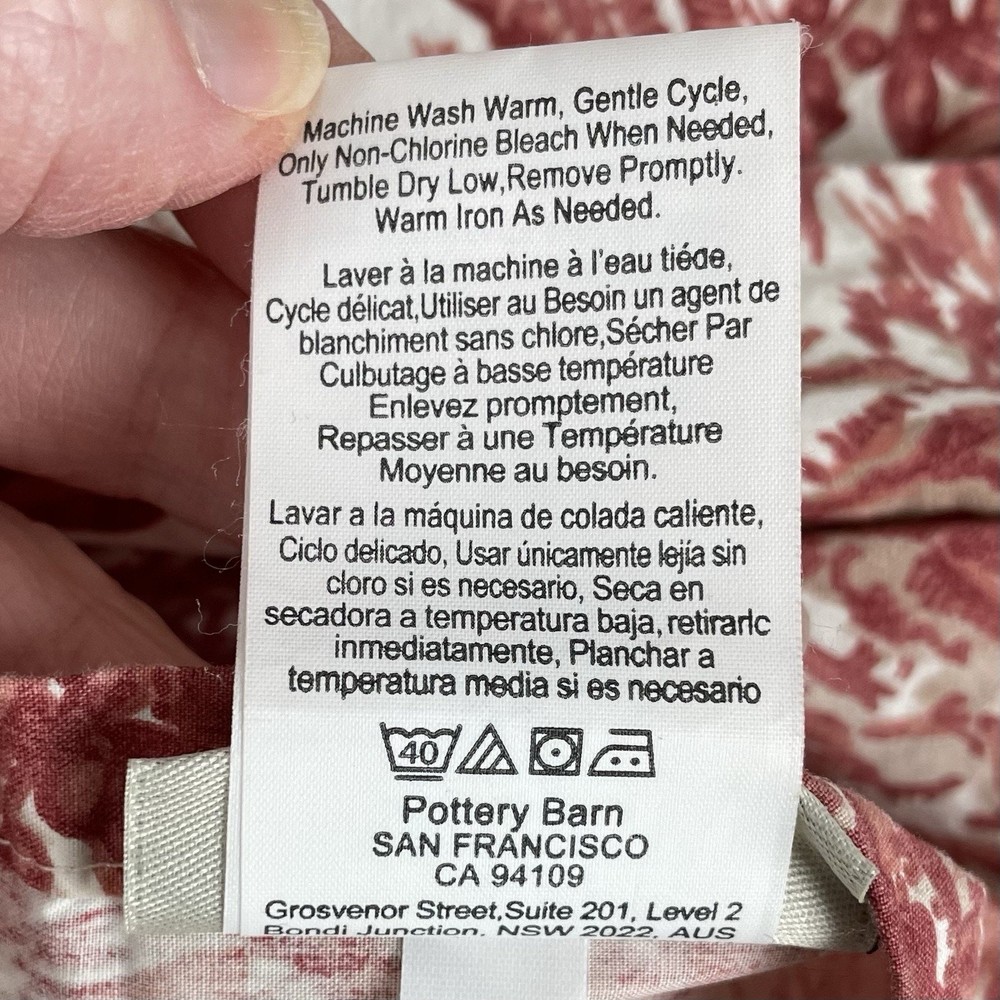 Machine Wash Warm, Gentle Cycle,
Only Non-Chlorine Bleach When Needed,
Tumble Dry Low,Remove Promptly.
Warm Iron As Needed.
Laver à la machine à l'eau tiéde,
Cycle délicat,Utiliser au Besoin un agent de
blanchiment sans chlore,Sécher Par
Culbutage à basse température
Enlevez promptement,
Repasser à une Température
Moyenne au besoin.
Lavar a la máquina de colada caliente,
Ciclo delicado, Usar únicamente lejía sin
cloro si es necesario, Seca en
secadora a temperatura baja, retirarlc
inmediatamente, Planchar a
temperatura media si es necesario
40
Pottery Barn
SAN FRANCISCO
CA 94109
Grosvenor Street,Suite 201, Level 2
Bondi Junction, NSW 2022, AUS